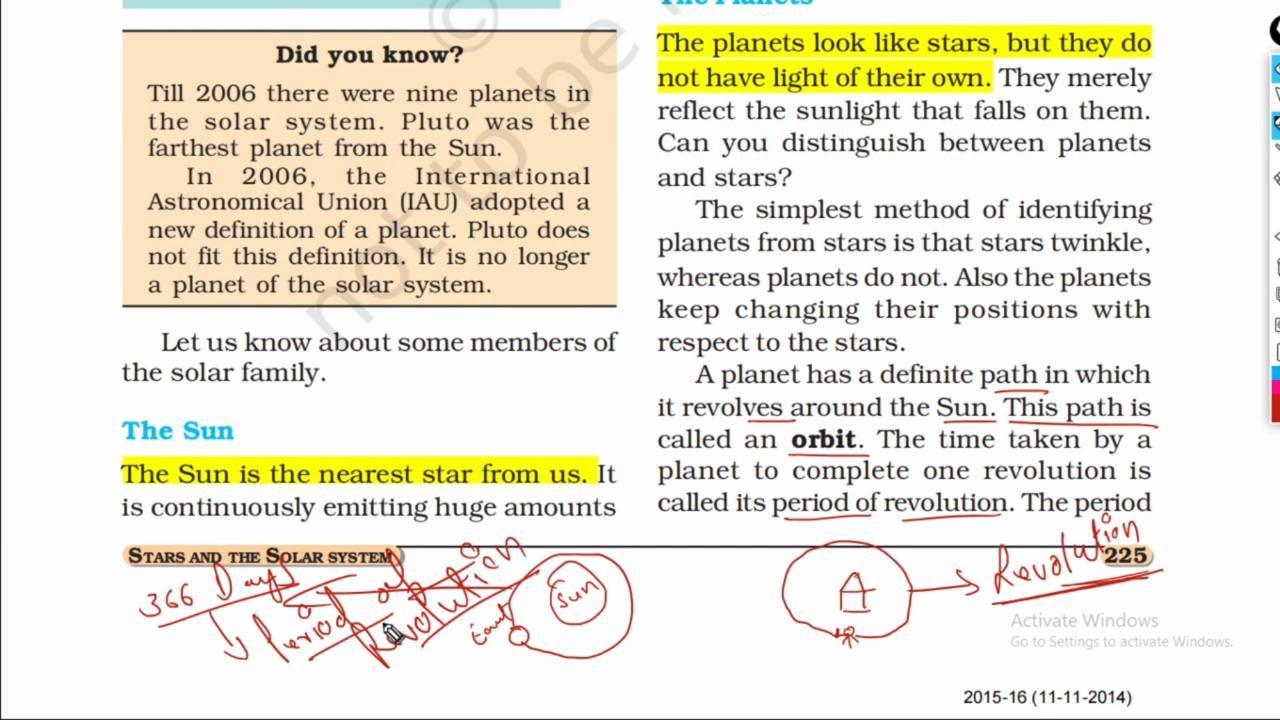 The Planets
Did you know?
Till 2006 there were nine planets in
the solar system. Pluto was the
farthest planet from the Sun.
In 2006, the International
Astronomical Union (IAU) adopted a
new definition of a planet. Pluto does
not fit this definition. It is no longer
a planet of the solar system.
Let us know about some members of
the solar family.
The Sun
The Sun is the nearest star from us. It
is continuously emitting huge amounts
The planets look like stars, but they do
not have light of their own. They merely
reflect the sunlight that falls on them.
Can you distinguish between planets
and stars?
The simplest method of identifying
planets from stars is that stars twinkle,
whereas planets do not. Also the planets
keep changing their positions with
respect to the stars.
A planet has a definite path in which
it revolves around the Sun. This path is
called an orbit. The time taken by a
planet to complete one revolution is
called its period of revolution. The period
STARS AND THE SOLAR SYSTEM
225
366 Days
Period of
Revolution
Sun
Revolution
Activate Windows
Go to Settings to activate Windows.
2015-16 (11-11-2014)
© not to be